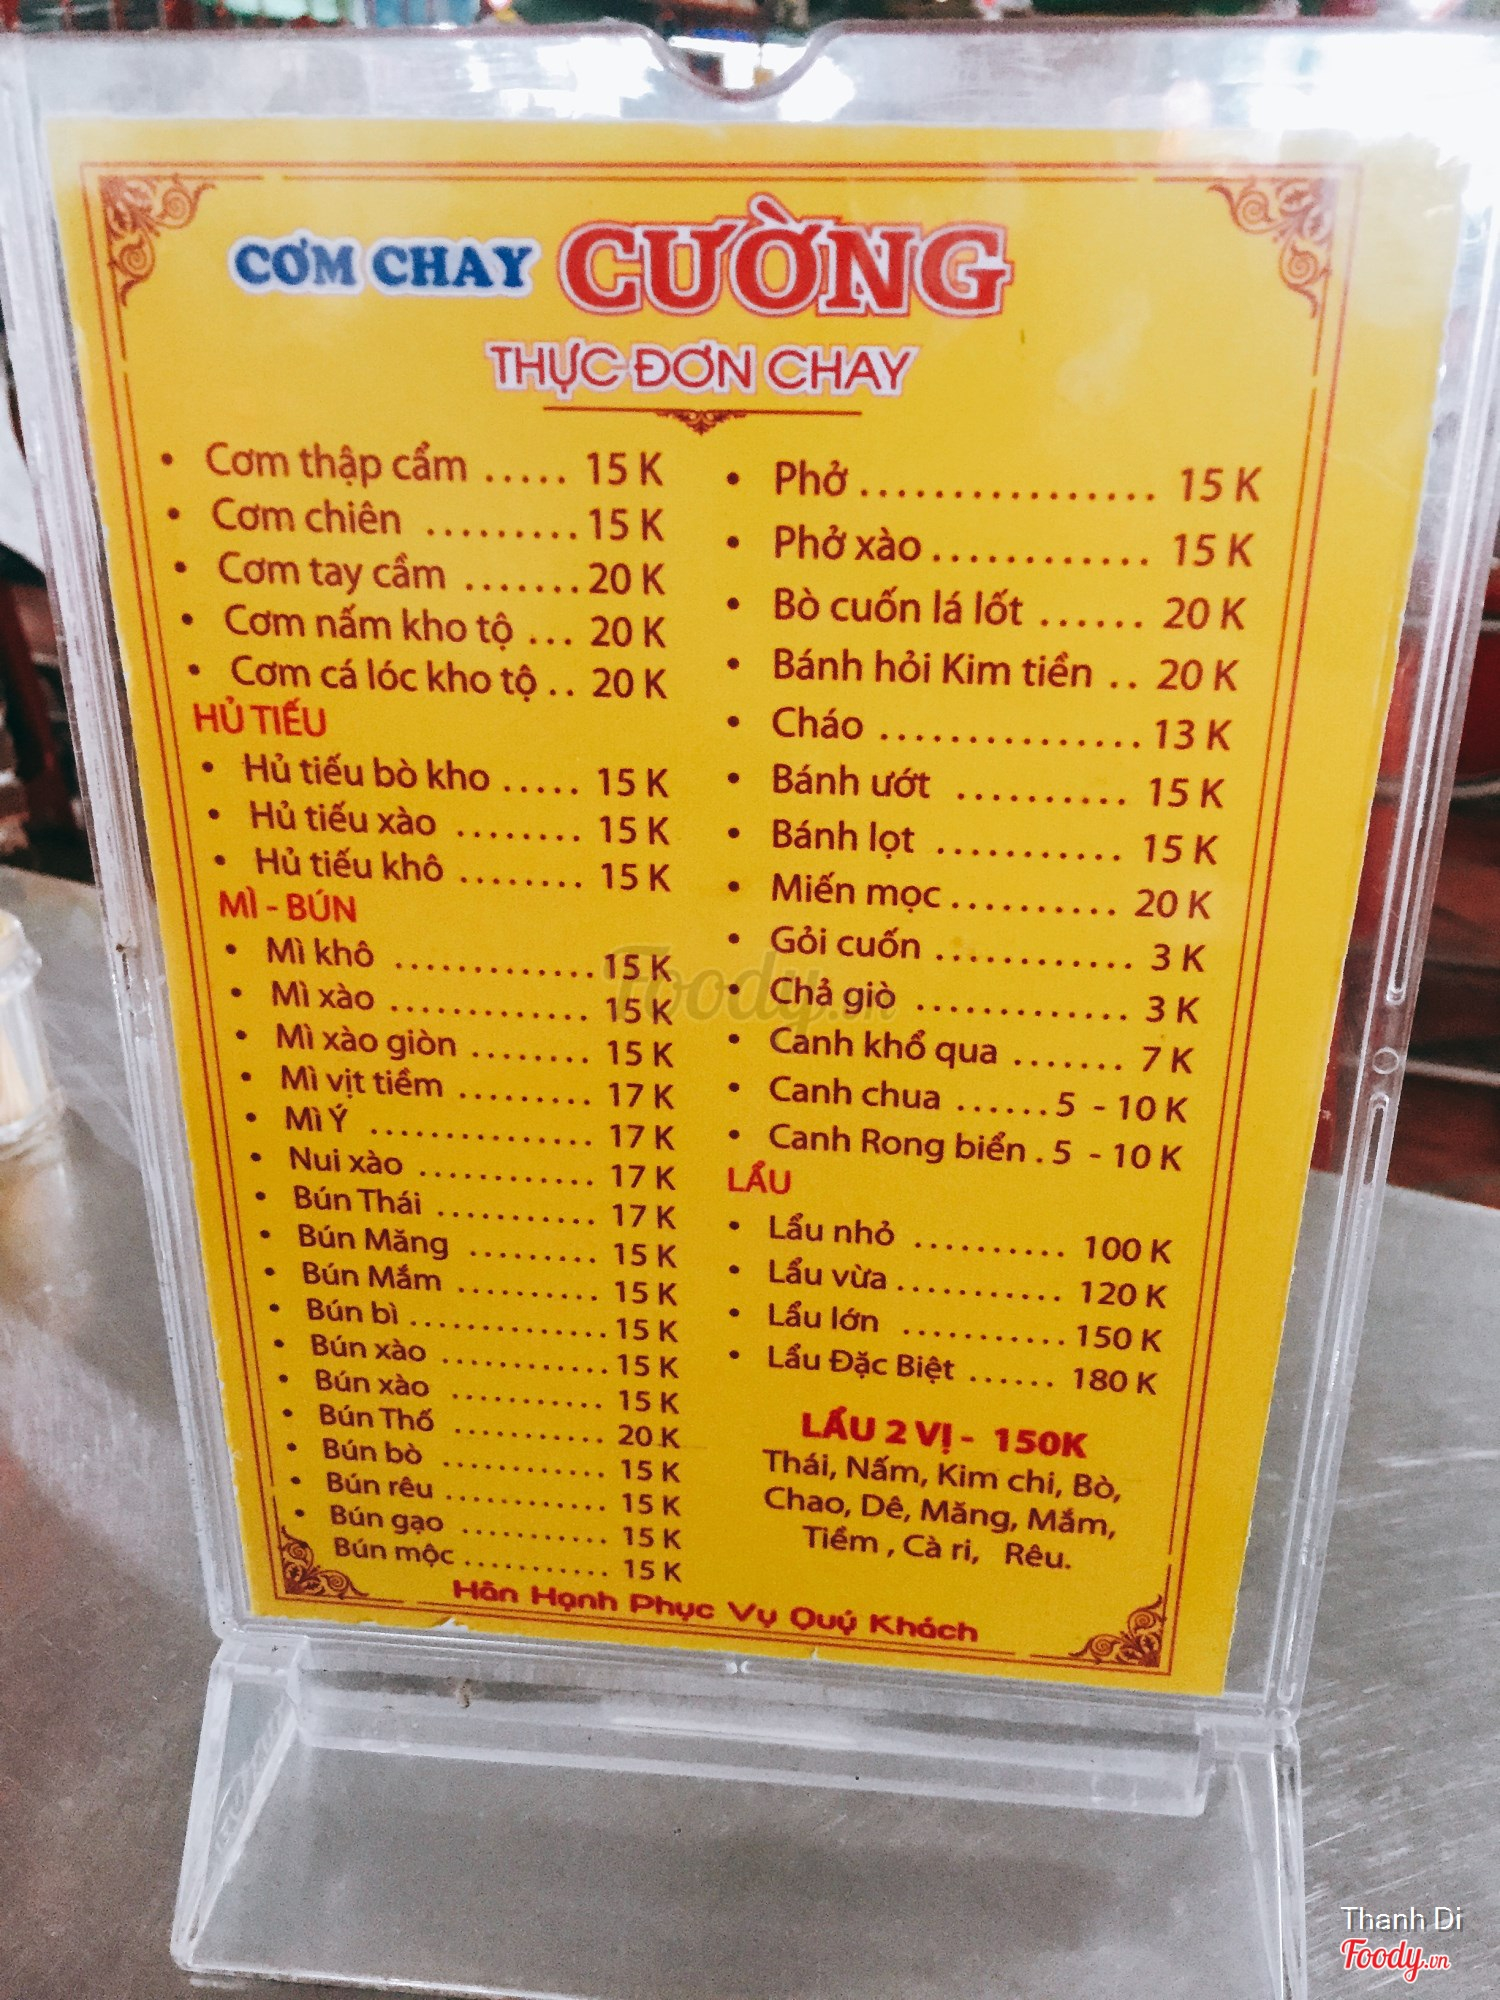 CƠM CHAY CƯỜNG
THỰC ĐƠN CHAY
• Cơm thập cẩm ..... 15 K
• Cơm chiên ......... 15 K
• Cơm tay cầm ....... 20 K
• Cơm nấm kho tộ ... 20 K
• Cơm cá lóc kho tộ .. 20 K
HỦ TIẾU
• Hủ tiếu bò kho ..... 15 K
• Hủ tiếu xào ........ 15 K
• Hủ tiếu khô ........ 15 K
MÌ - BÚN
• Mì khô ............. 15 K
• Mì xào ............. 15 K
• Mì xào giòn ........ 15 K
• Mì vịt tiềm ......... 17 K
• Mì Ý ............... 17 K
• Nui xào ............ 17 K
• Bún Thái ........... 17 K
• Bún Măng ......... 15 K
• Bún Mắm .......... 15 K
• Bún bì ............. 15 K
• Bún xào ............ 15 K
• Bún xào ........... 15 K
• Bún Thố ........... 20 K
• Bún bò ............ 15 K
• Bún rêu ............ 15 K
• Bún gạo ........... 15 K
Bún mộc ........... 15 K
• Phở ................. 15 K
• Phở xào ............. 15 K
• Bò cuốn lá lốt ...... 20 K
• Bánh hỏi Kim tiền .. 20 K
• Cháo ............... 13 K
• Bánh ướt .......... 15 K
• Bánh lọt ........... 15 K
• Miến mọc .......... 20 K
• Gỏi cuốn ............ 3 K
• Chả giò ............. 3 K
• Canh khổ qua ....... 7 K
• Canh chua ...... 5 - 10 K
• Canh Rong biển . 5 - 10 K
LẨU
• Lẩu nhỏ .......... 100 K
• Lẩu vừa ........... 120 K
• Lẩu lớn ........... 150 K
• Lẩu Đặc Biệt ...... 180 K
LẨU 2 VỊ - 150K
Thái, Nấm, Kim chi, Bò,
Chao, Dê, Măng, Mắm,
Tiềm , Cà ri, Rêu.
Hân Hạnh Phục Vụ Quý Khách
Foody.vn
Thanh Di
Foody.vn